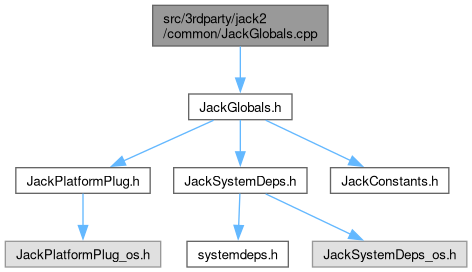 src/3rdparty/jack2
/common/JackGlobals.cpp
JackGlobals.h
JackPlatformPlug.h
JackSystemDeps.h
JackConstants.h
JackPlatformPlug_os.h
systemdeps.h
JackSystemDeps_os.h